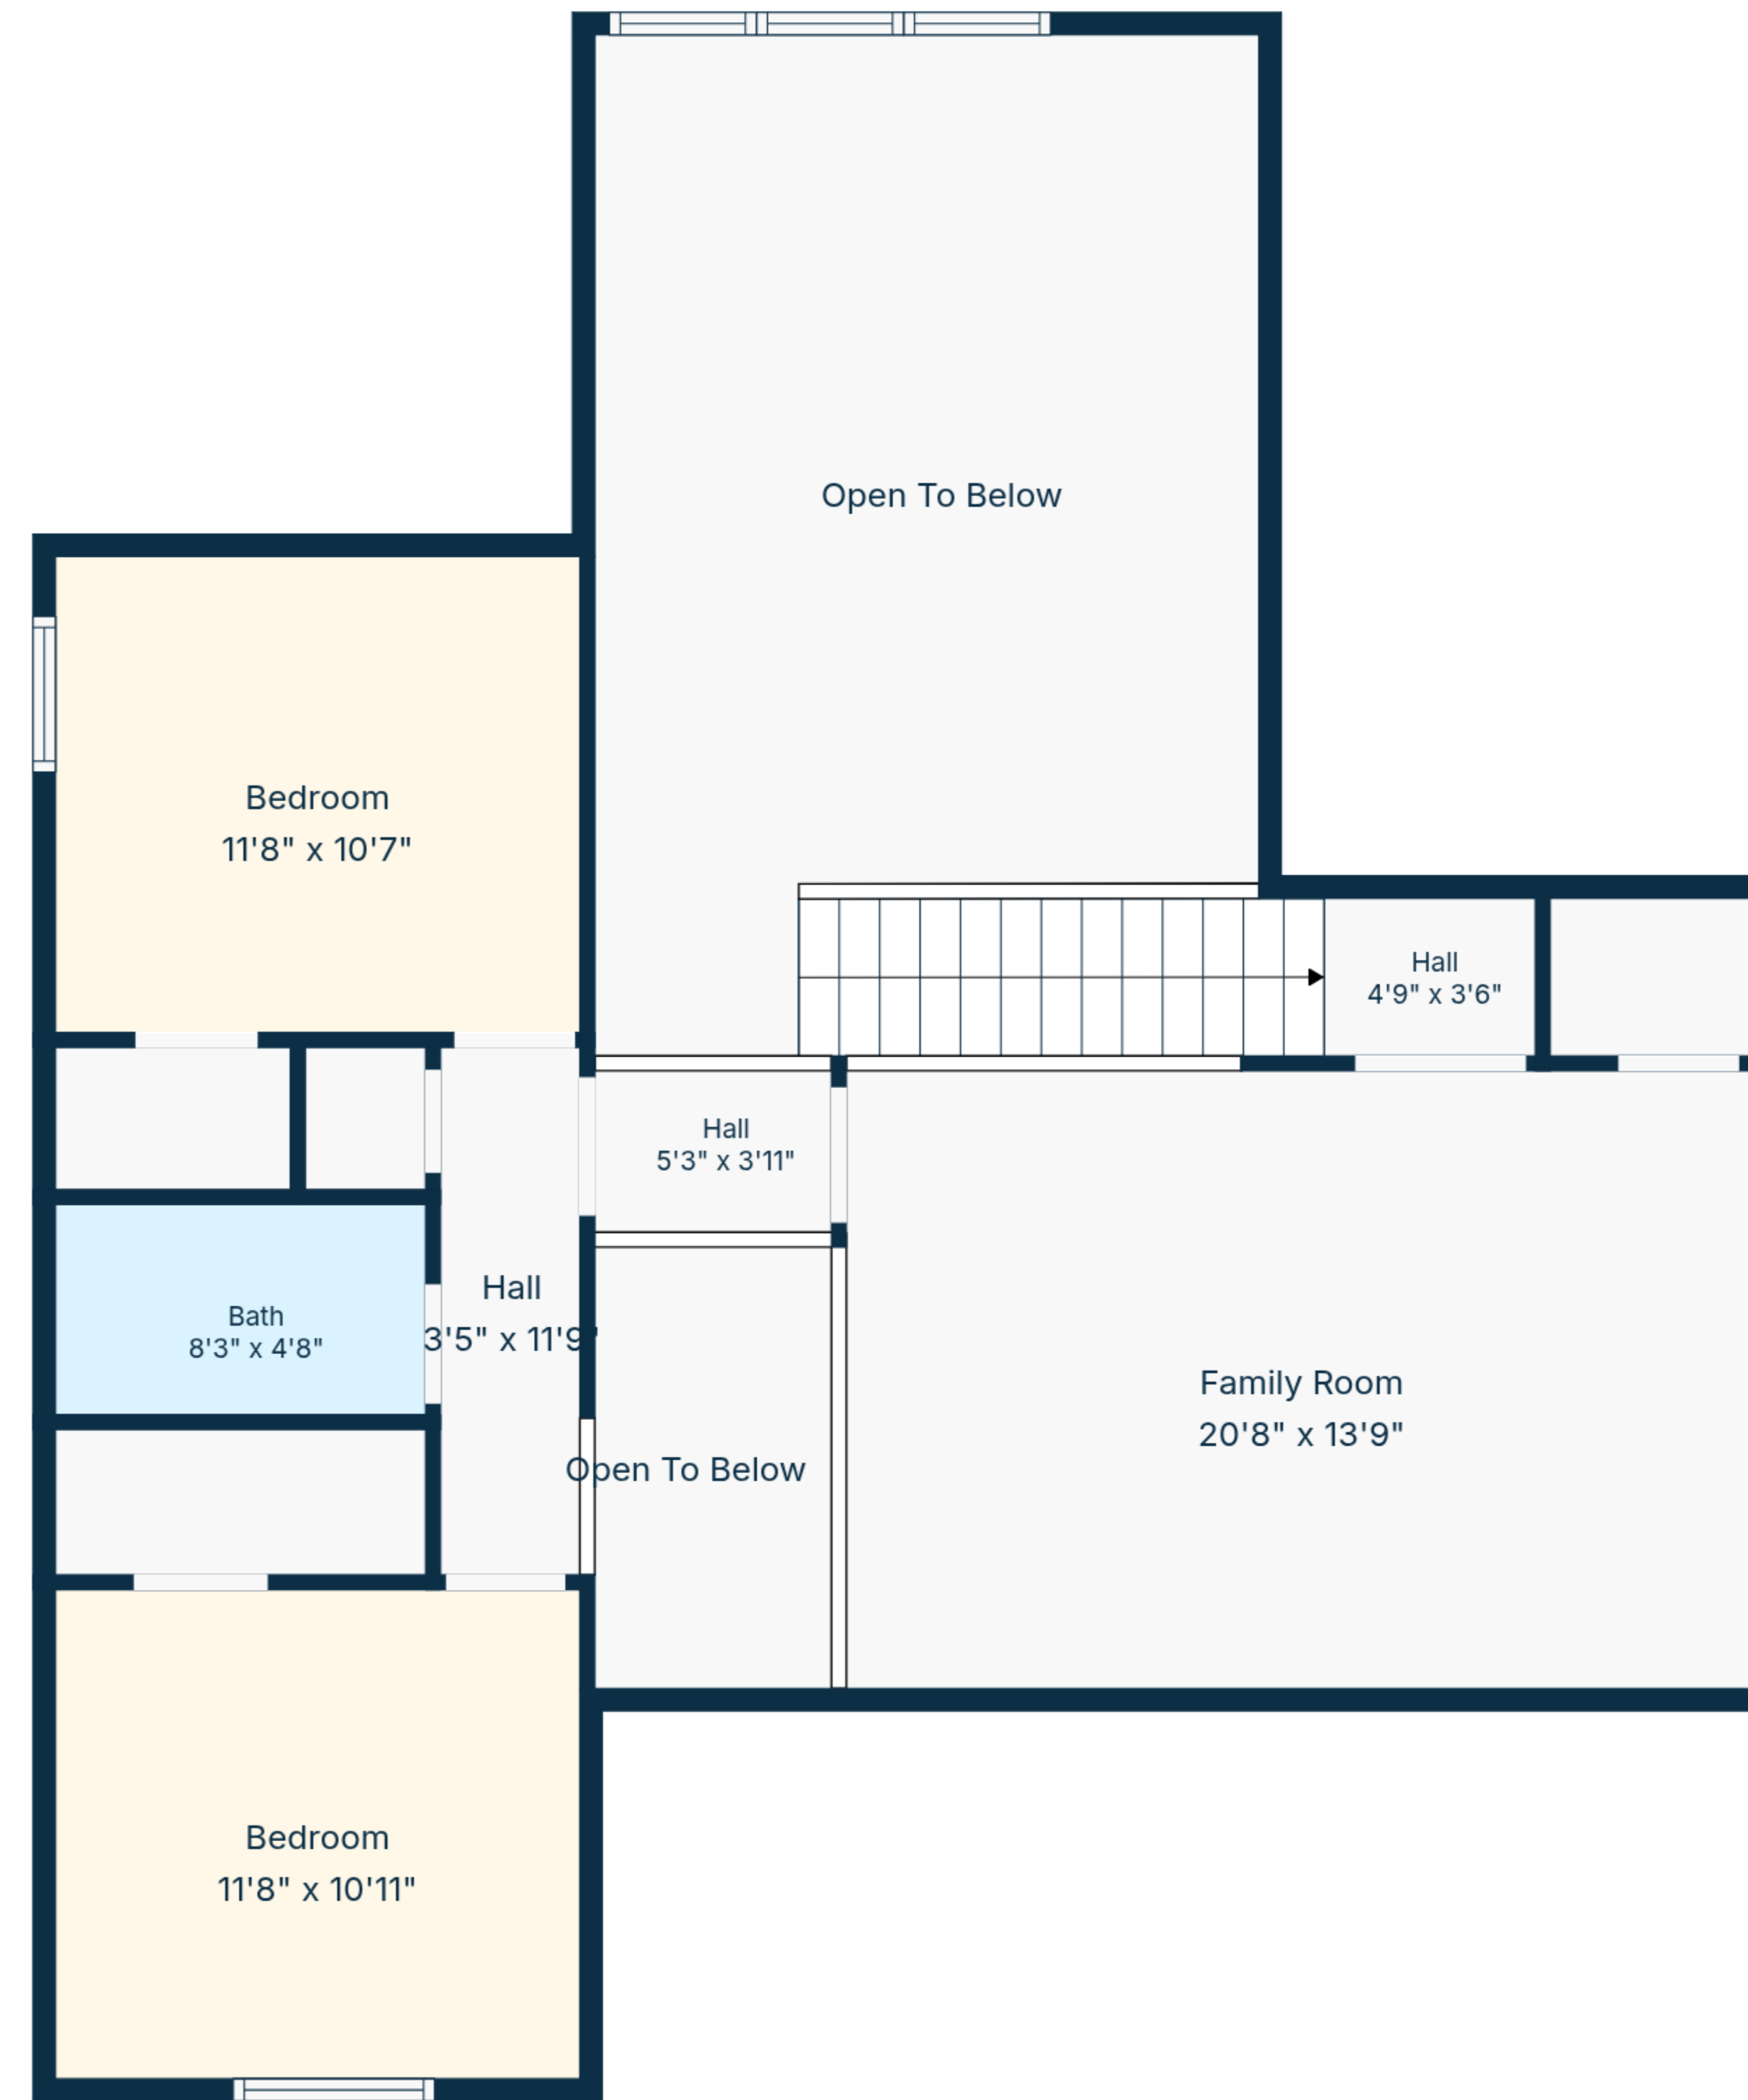 Open To Below
Bedroom
11'8" x 10'7"
Hall
4'9" x 3'6"
Hall
5'3" x 3'11"
Hall
3'5" x 11'9"
Bath
8'3" x 4'8"
Family Room
20'8" x 13'9"
Open To Below
Bedroom
11'8" x 10'11"